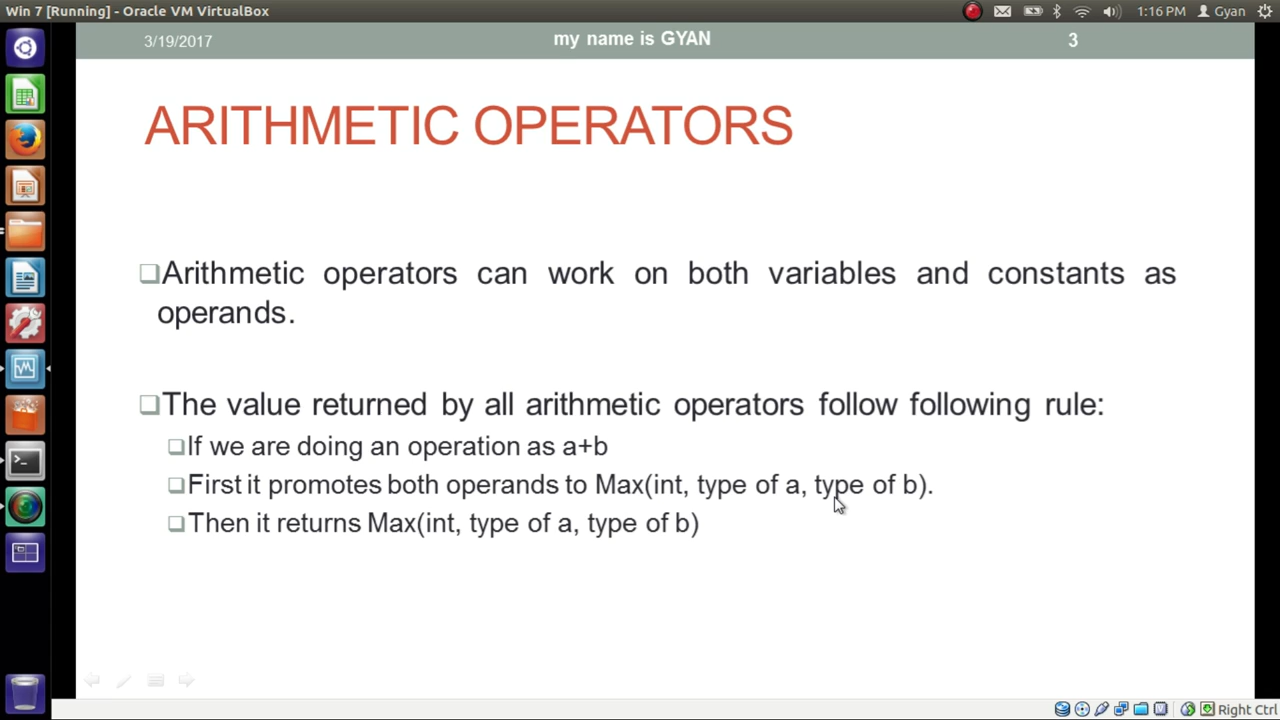 Win 7 [Running] - Oracle VM VirtualBox
1:16 PM Gyan
3/19/2017 my name is GYAN 3
ARITHMETIC OPERATORS
Arithmetic operators can work on both variables and constants as
operands.
The value returned by all arithmetic operators follow following rule:
If we are doing an operation as a+b
First it promotes both operands to Max(int, type of a, type of b).
Then it returns Max(int, type of a, type of b)
Right Ctrl